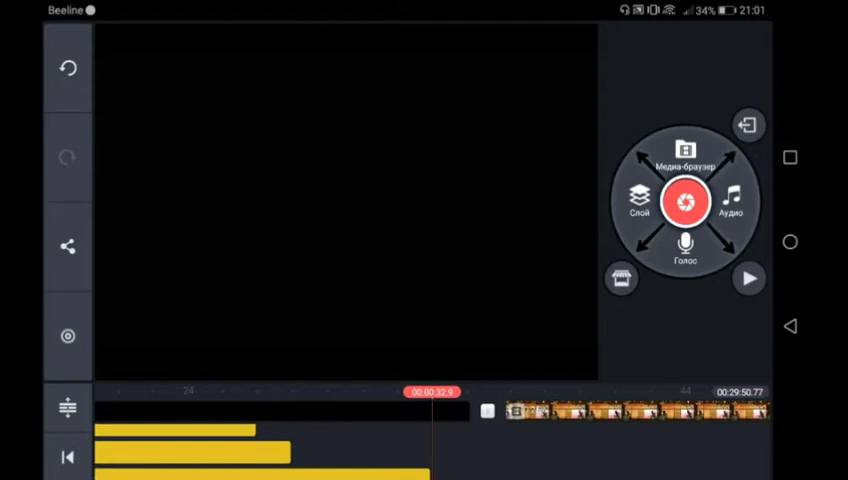 Beeline
34% 21:01
Медиа-браузер
Слой
Аудио
Голос
24
00:00:32.9
44
00:29:50.77